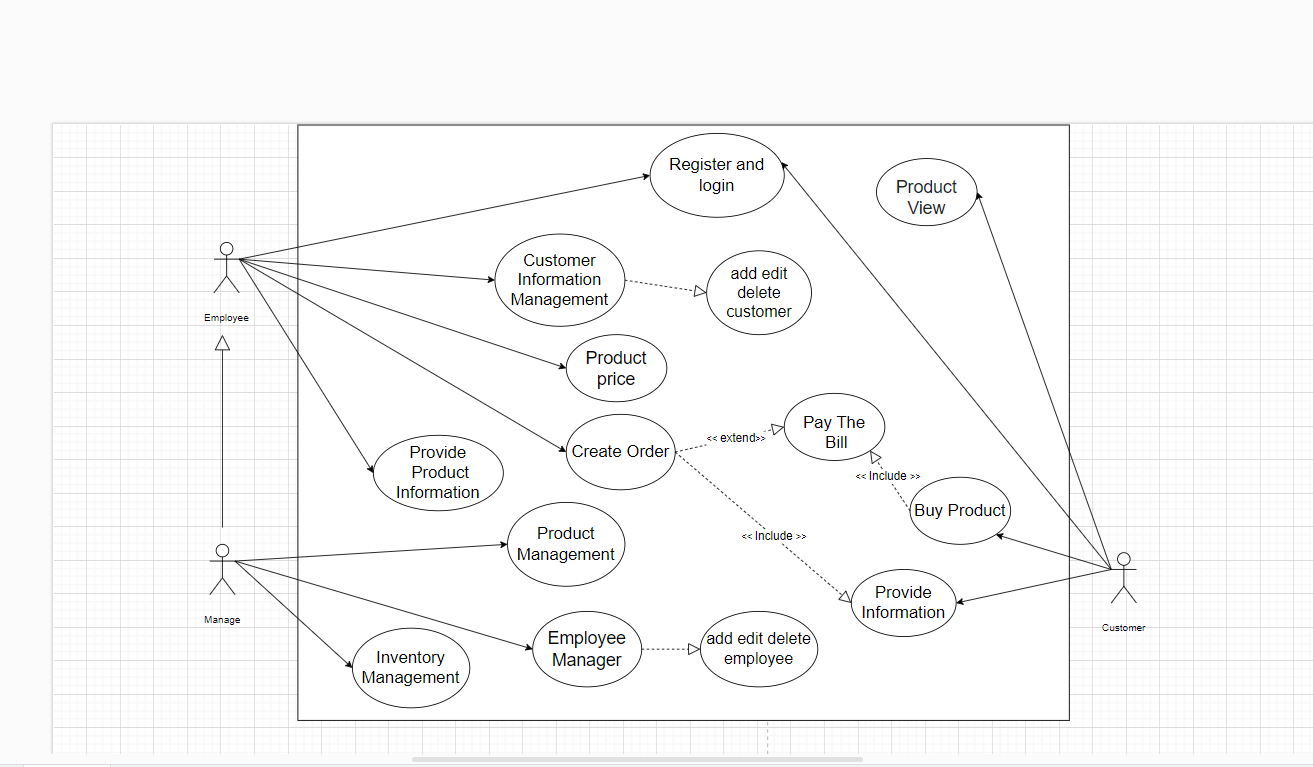 Register and
login
Product
View
Employee
Customer
Information
Management
add edit
delete
customer
Product
price
Create Order
<< extend>>
Pay The
Bill
Provide
Product
Information
<< Include >>
Buy Product
Product
Management
<< Include >>
Manage
Provide
Information
Customer
Employee
Manager
add edit delete
employee
Inventory
Management